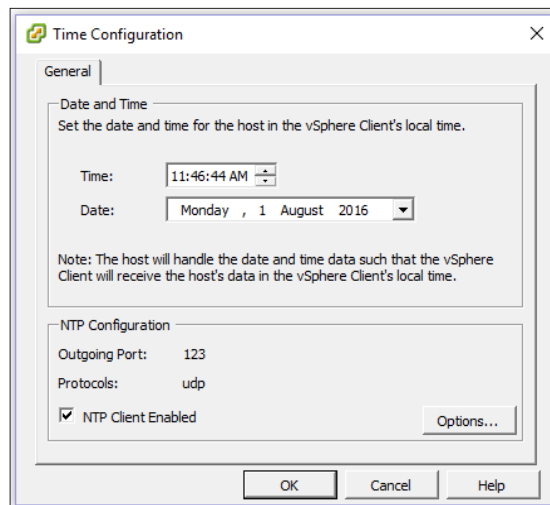 Time Configuration
General
Date and Time
Set the date and time for the host in the vSphere Client's local time.
Time: 11:46:44 AM
Date: Monday , 1 August 2016
Note: The host will handle the date and time data such that the vSphere
Client will receive the host's data in the vSphere Client's local time.
NTP Configuration
Outgoing Port: 123
Protocols: udp
NTP Client Enabled
Options...
OK Cancel Help